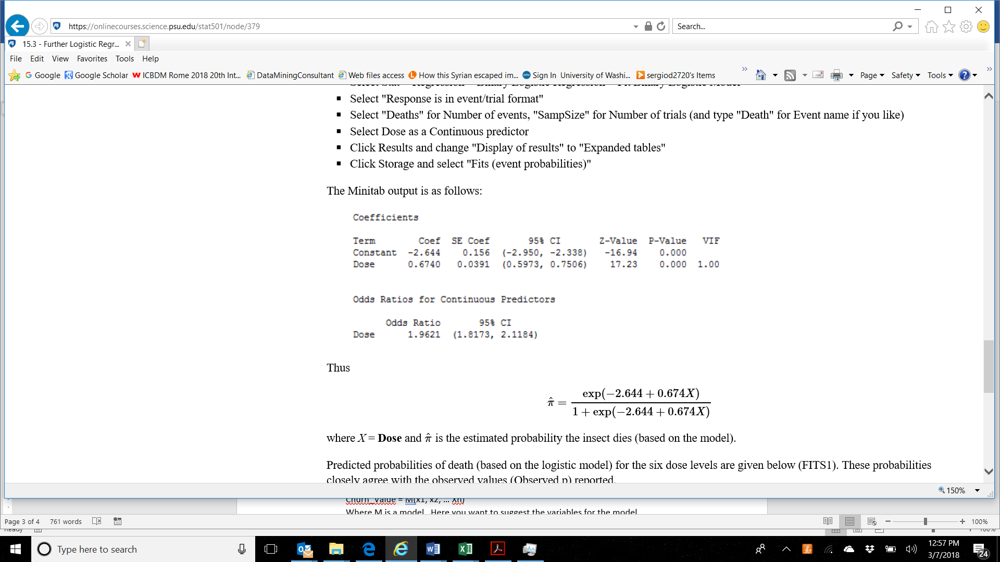 https://onlinecourses.science.psu.edu/stat501/node/379
Search...
15.3 - Further Logistic Regr...
File Edit View Favorites Tools Help
Google Google Scholar ICBDM Rome 2018 20th Int... DataMiningConsultant Web files access How this Syrian escaped im... Sign In University of Washi... sergiod2720's Items Page Safety Tools
Select "Response is in event/trial format"
Select "Deaths" for Number of events, "SampSize" for Number of trials (and type "Death" for Event name if you like)
Select Dose as a Continuous predictor
Click Results and change "Display of results" to "Expanded tables"
Click Storage and select "Fits (event probabilities)"
The Minitab output is as follows:
Coefficients
Term Coef SE Coef 95% CI Z-Value P-Value VIF
Constant -2.644 0.156 (-2.950, -2.338) -16.94 0.000
Dose 0.6740 0.0391 (0.5973, 0.7506) 17.23 0.000 1.00
Odds Ratios for Continuous Predictors
Odds Ratio 95% CI
Dose 1.9621 (1.8173, 2.1184)
Thus
exp(−2.644 + 0.674X)
π̂ =
1 + exp(−2.644 + 0.674X)
where X = Dose and π̂ is the estimated probability the insect dies (based on the model).
Predicted probabilities of death (based on the logistic model) for the six dose levels are given below (FITS1). These probabilities
closely agree with the observed values (Observed p) reported.
150%
Churn_Value = M(x1, x2, ... Xn)
Where M is a model. Here you want to suggest the variables for the model
Page 3 of 4 761 words 100%
Ready 100%
Type here to search
12:57 PM
3/7/2018
24